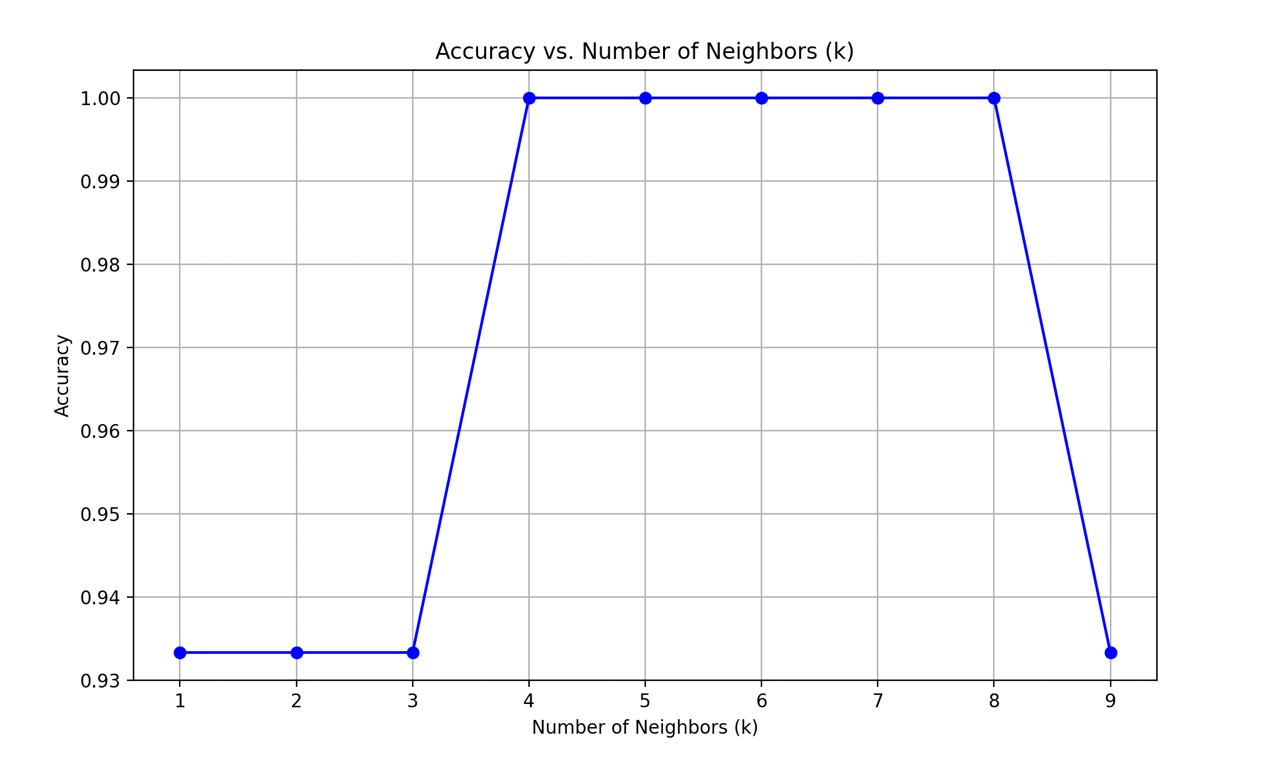 Accuracy vs. Number of Neighbors (k)
Accuracy
1.00
0.99
0.98
0.97
0.96
0.95
0.94
0.93
1 2 3 4 5 6 7 8 9
Number of Neighbors (k)